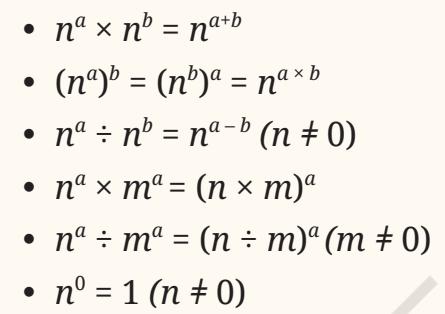 • nᵃ × nᵇ = nᵃ⁺ᵇ
• (nᵃ)ᵇ = (nᵇ)ᵃ = nᵃ ˣ ᵇ
• nᵃ ÷ nᵇ = nᵃ ⁻ ᵇ (n ≠ 0)
• nᵃ × mᵃ = (n × m)ᵃ
• nᵃ ÷ mᵃ = (n ÷ m)ᵃ (m ≠ 0)
• n⁰ = 1 (n ≠ 0)